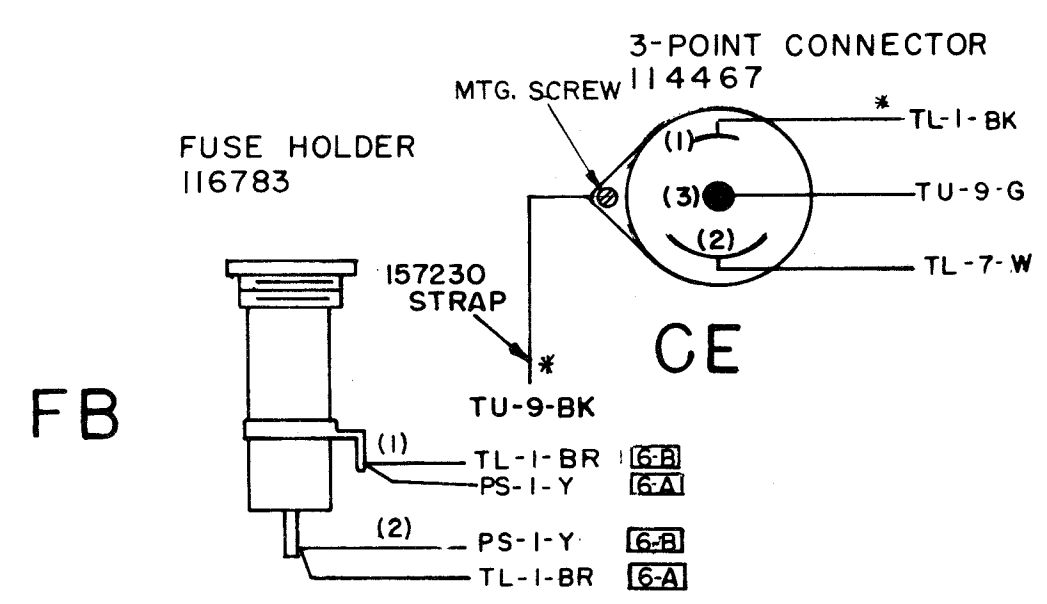 3-POINT CONNECTOR
114467
MTG. SCREW
* TL-1-BK
FUSE HOLDER
116783
(1)
(3) TU-9-G
(2)
TL-7-W
157230
STRAP
*
CE
TU-9-BK
FB
(1) TL-1-BR 6-B
PS-1-Y 6-A
(2) PS-1-Y 6-B
TL-1-BR 6-A